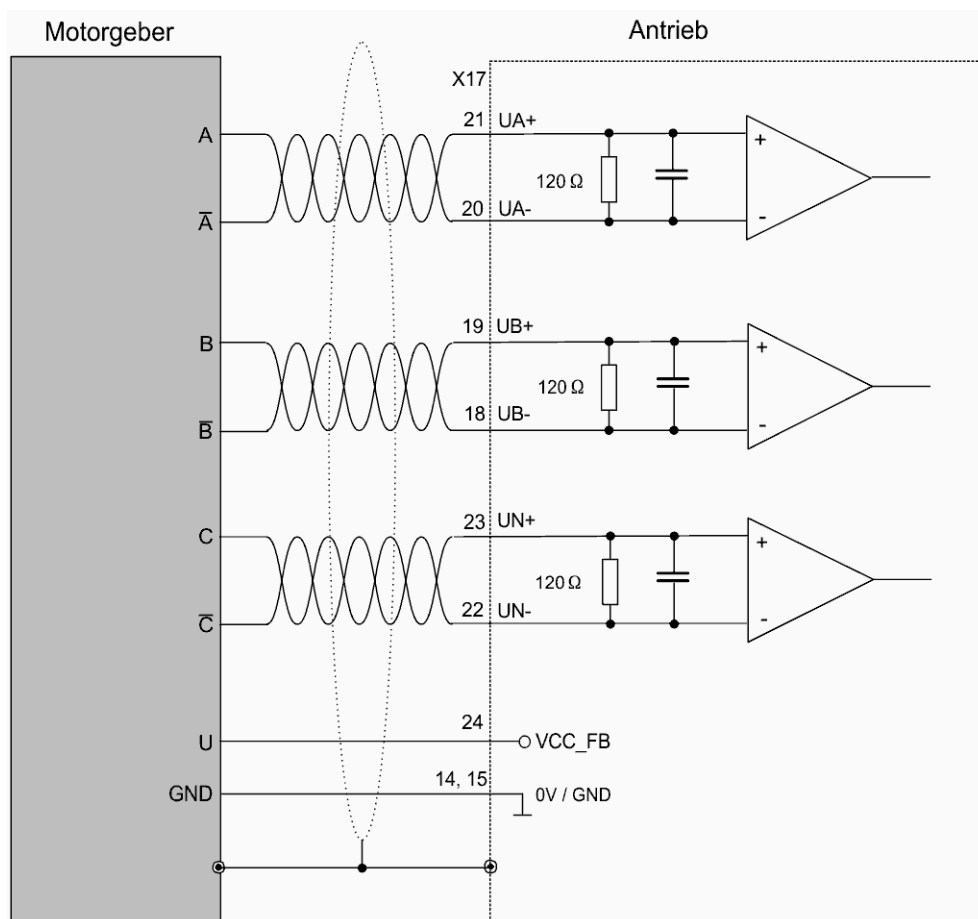 Motorgeber
Antrieb
X17
A
21 UA+
120 Ω
+
A̅
20 UA-
-
B
19 UB+
120 Ω
+
B̅
18 UB-
-
C
23 UN+
120 Ω
+
C̅
22 UN-
-
U
24
VCC_FB
GND
14, 15
0V / GND